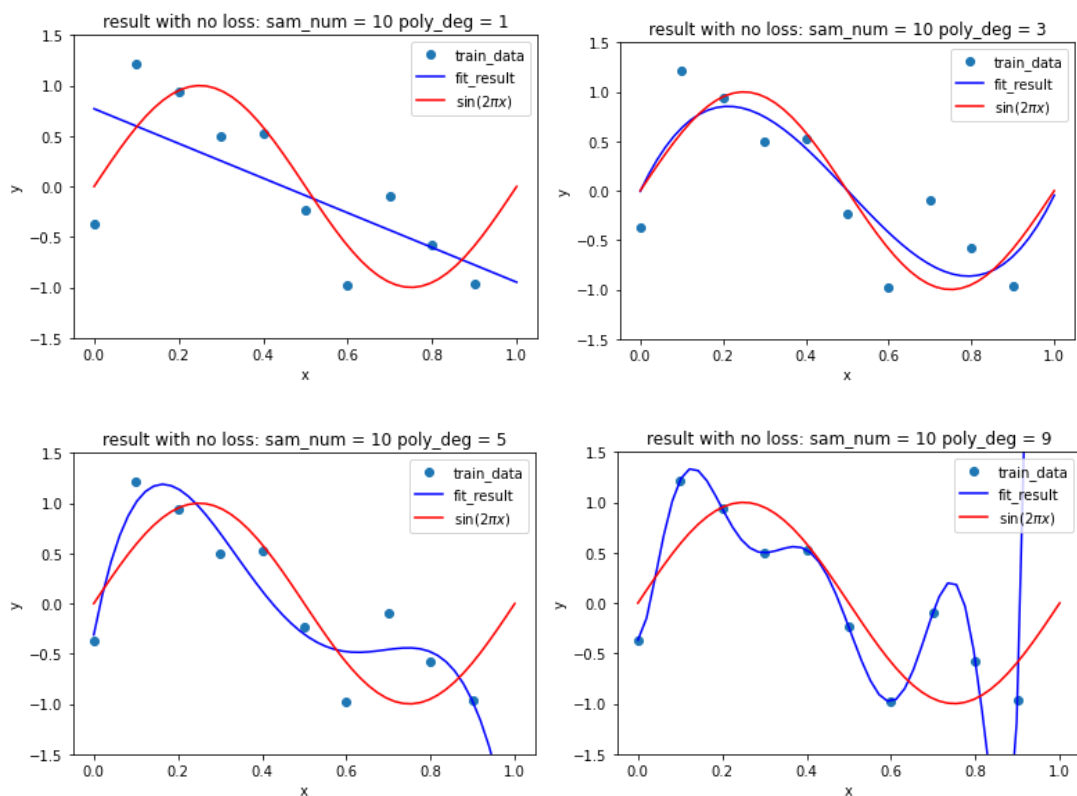 result with no loss: sam_num = 10 poly_deg = 1
1.5
1.0
0.5
0.0
−0.5
−1.0
−1.5
y
0.0 0.2 0.4 0.6 0.8 1.0
x
train_data
fit_result
sin(2πx)
result with no loss: sam_num = 10 poly_deg = 3
1.5
1.0
0.5
0.0
−0.5
−1.0
−1.5
y
0.0 0.2 0.4 0.6 0.8 1.0
x
train_data
fit_result
sin(2πx)
result with no loss: sam_num = 10 poly_deg = 5
1.5
1.0
0.5
0.0
−0.5
−1.0
−1.5
y
0.0 0.2 0.4 0.6 0.8 1.0
x
train_data
fit_result
sin(2πx)
result with no loss: sam_num = 10 poly_deg = 9
1.5
1.0
0.5
0.0
−0.5
−1.0
−1.5
y
0.0 0.2 0.4 0.6 0.8 1.0
x
train_data
fit_result
sin(2πx)